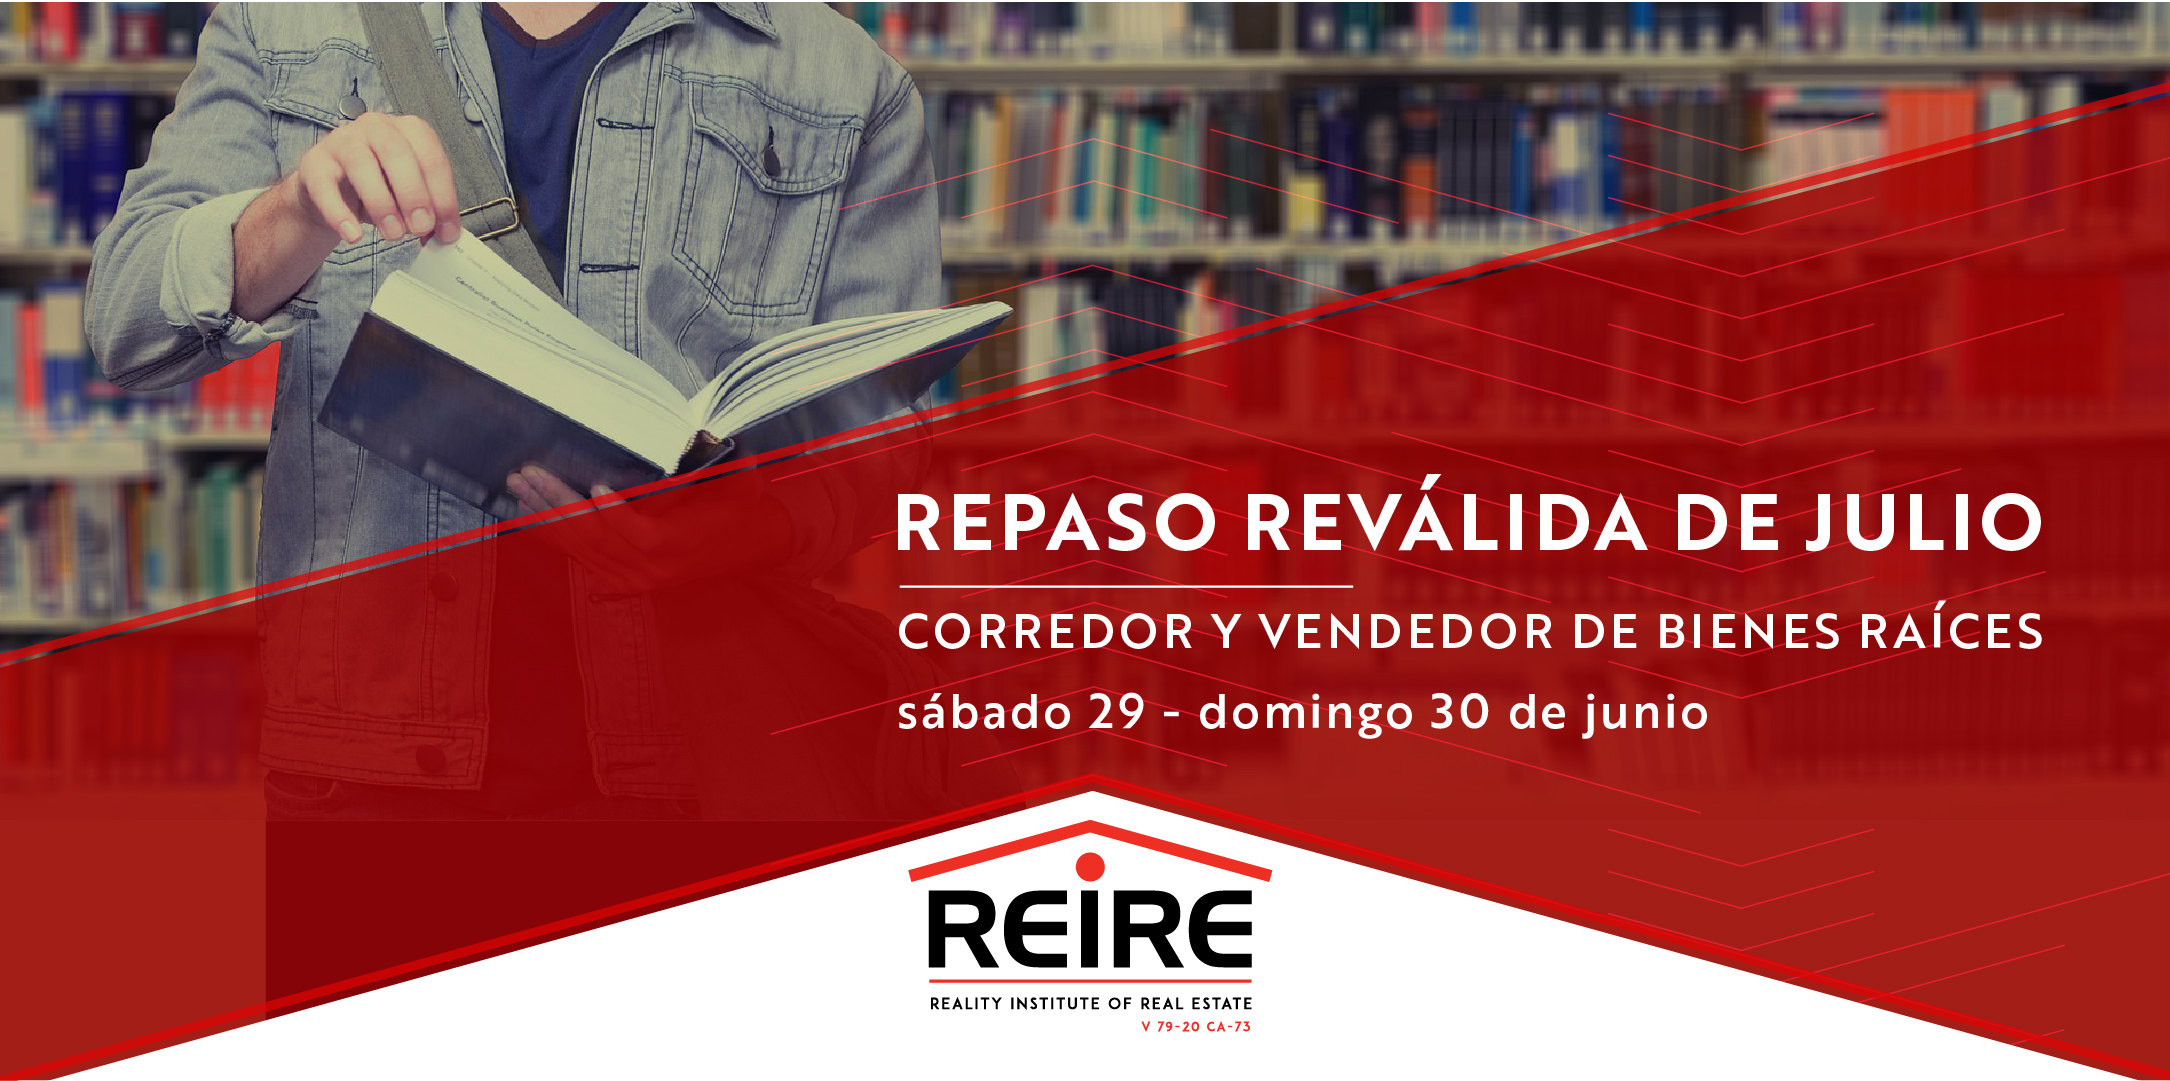 REPASO REVÁLIDA DE JULIO
CORREDOR Y VENDEDOR DE BIENES RAÍCES
sábado 29 - domingo 30 de junio
REIRE
REALITY INSTITUTE OF REAL ESTATE
V 79-20 CA-73